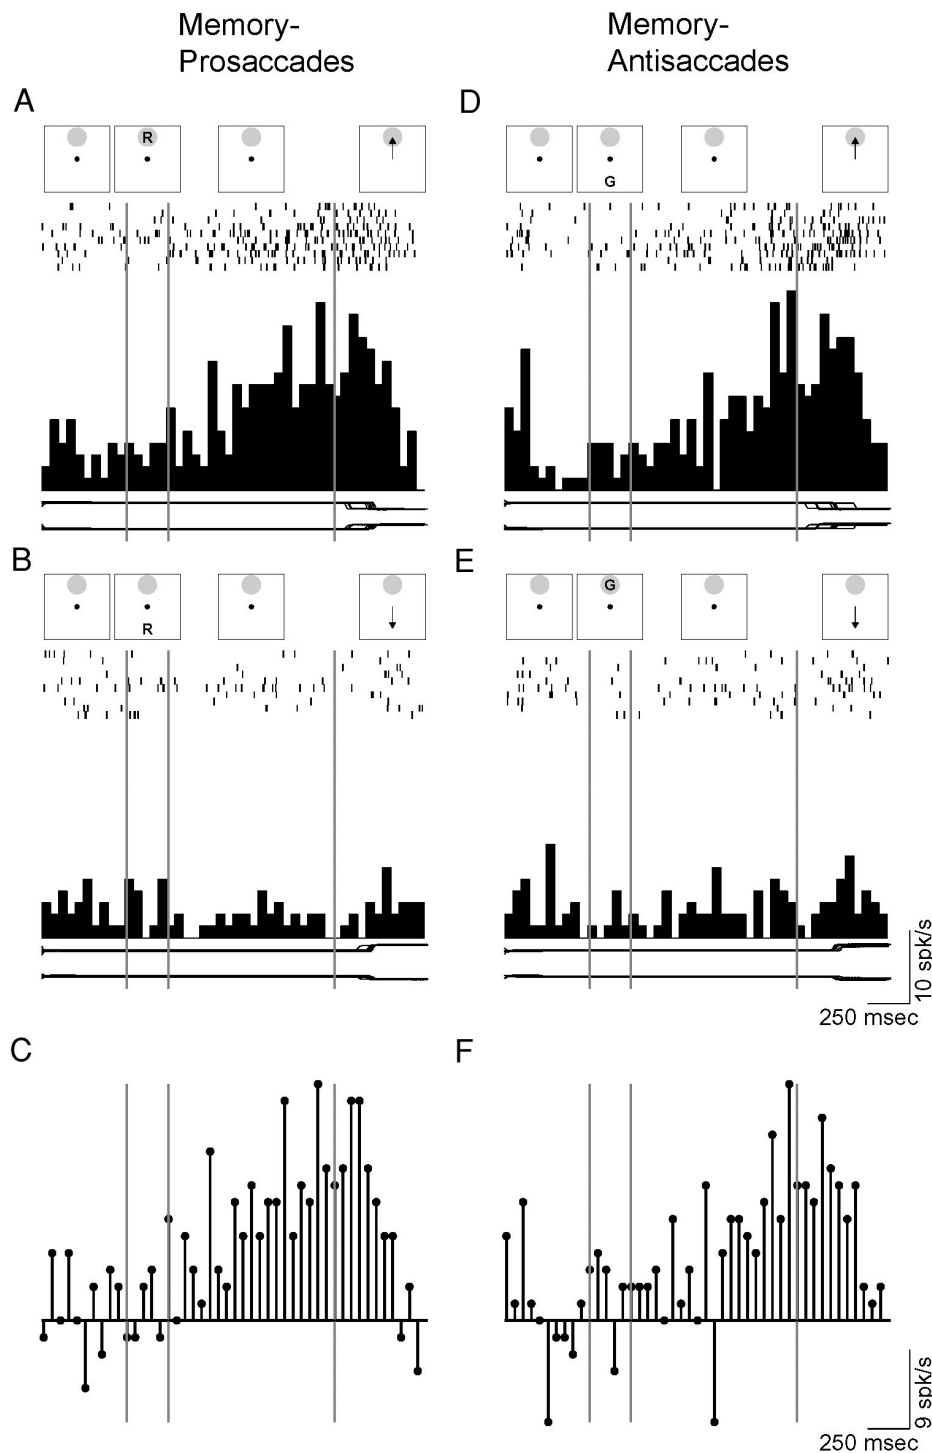 Memory-
Prosaccades
Memory-
Antisaccades
A
D
R
G
B
E
R
G
10 spk/s
250 msec
C
F
9 spk/s
250 msec